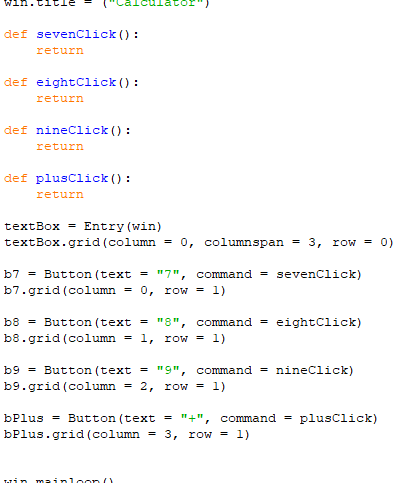 win.title = ("Calculator")
def sevenClick():
    return
def eightClick():
    return
def nineClick():
    return
def plusClick():
    return
textBox = Entry(win)
textBox.grid(column = 0, columnspan = 3, row = 0)
b7 = Button(text = "7", command = sevenClick)
b7.grid(column = 0, row = 1)
b8 = Button(text = "8", command = eightClick)
b8.grid(column = 1, row = 1)
b9 = Button(text = "9", command = nineClick)
b9.grid(column = 2, row = 1)
bPlus = Button(text = "+", command = plusClick)
bPlus.grid(column = 3, row = 1)
win.mainloop()